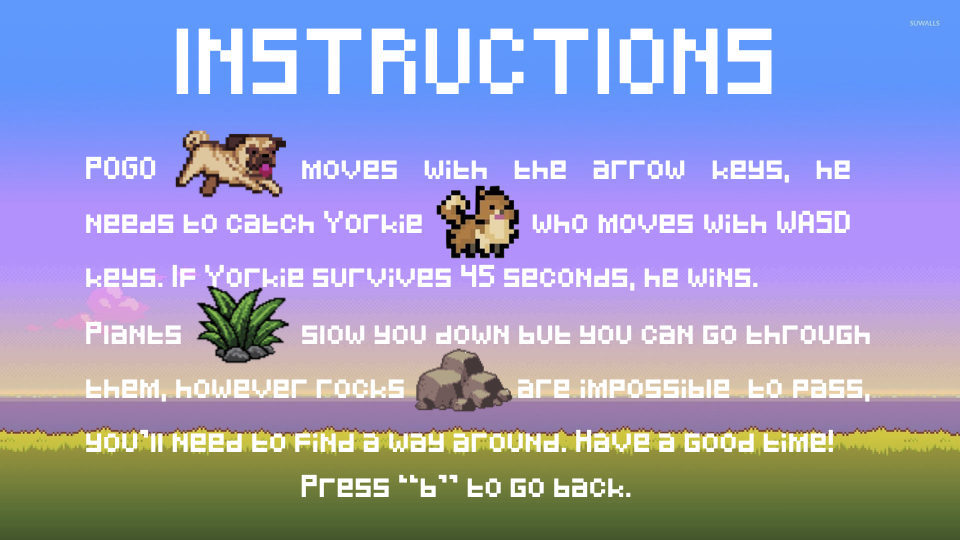 SUWALLS
INSTRUCTIONS
POGO moves with the arrow keys, he
needs to catch Yorkie who moves with WASD
keys. If Yorkie survives 45 seconds, he wins.
Plants slow you down but you can go through
them, however rocks are impossible to pass,
you'll need to find a way around. Have a good time!
Press “b” to go back.